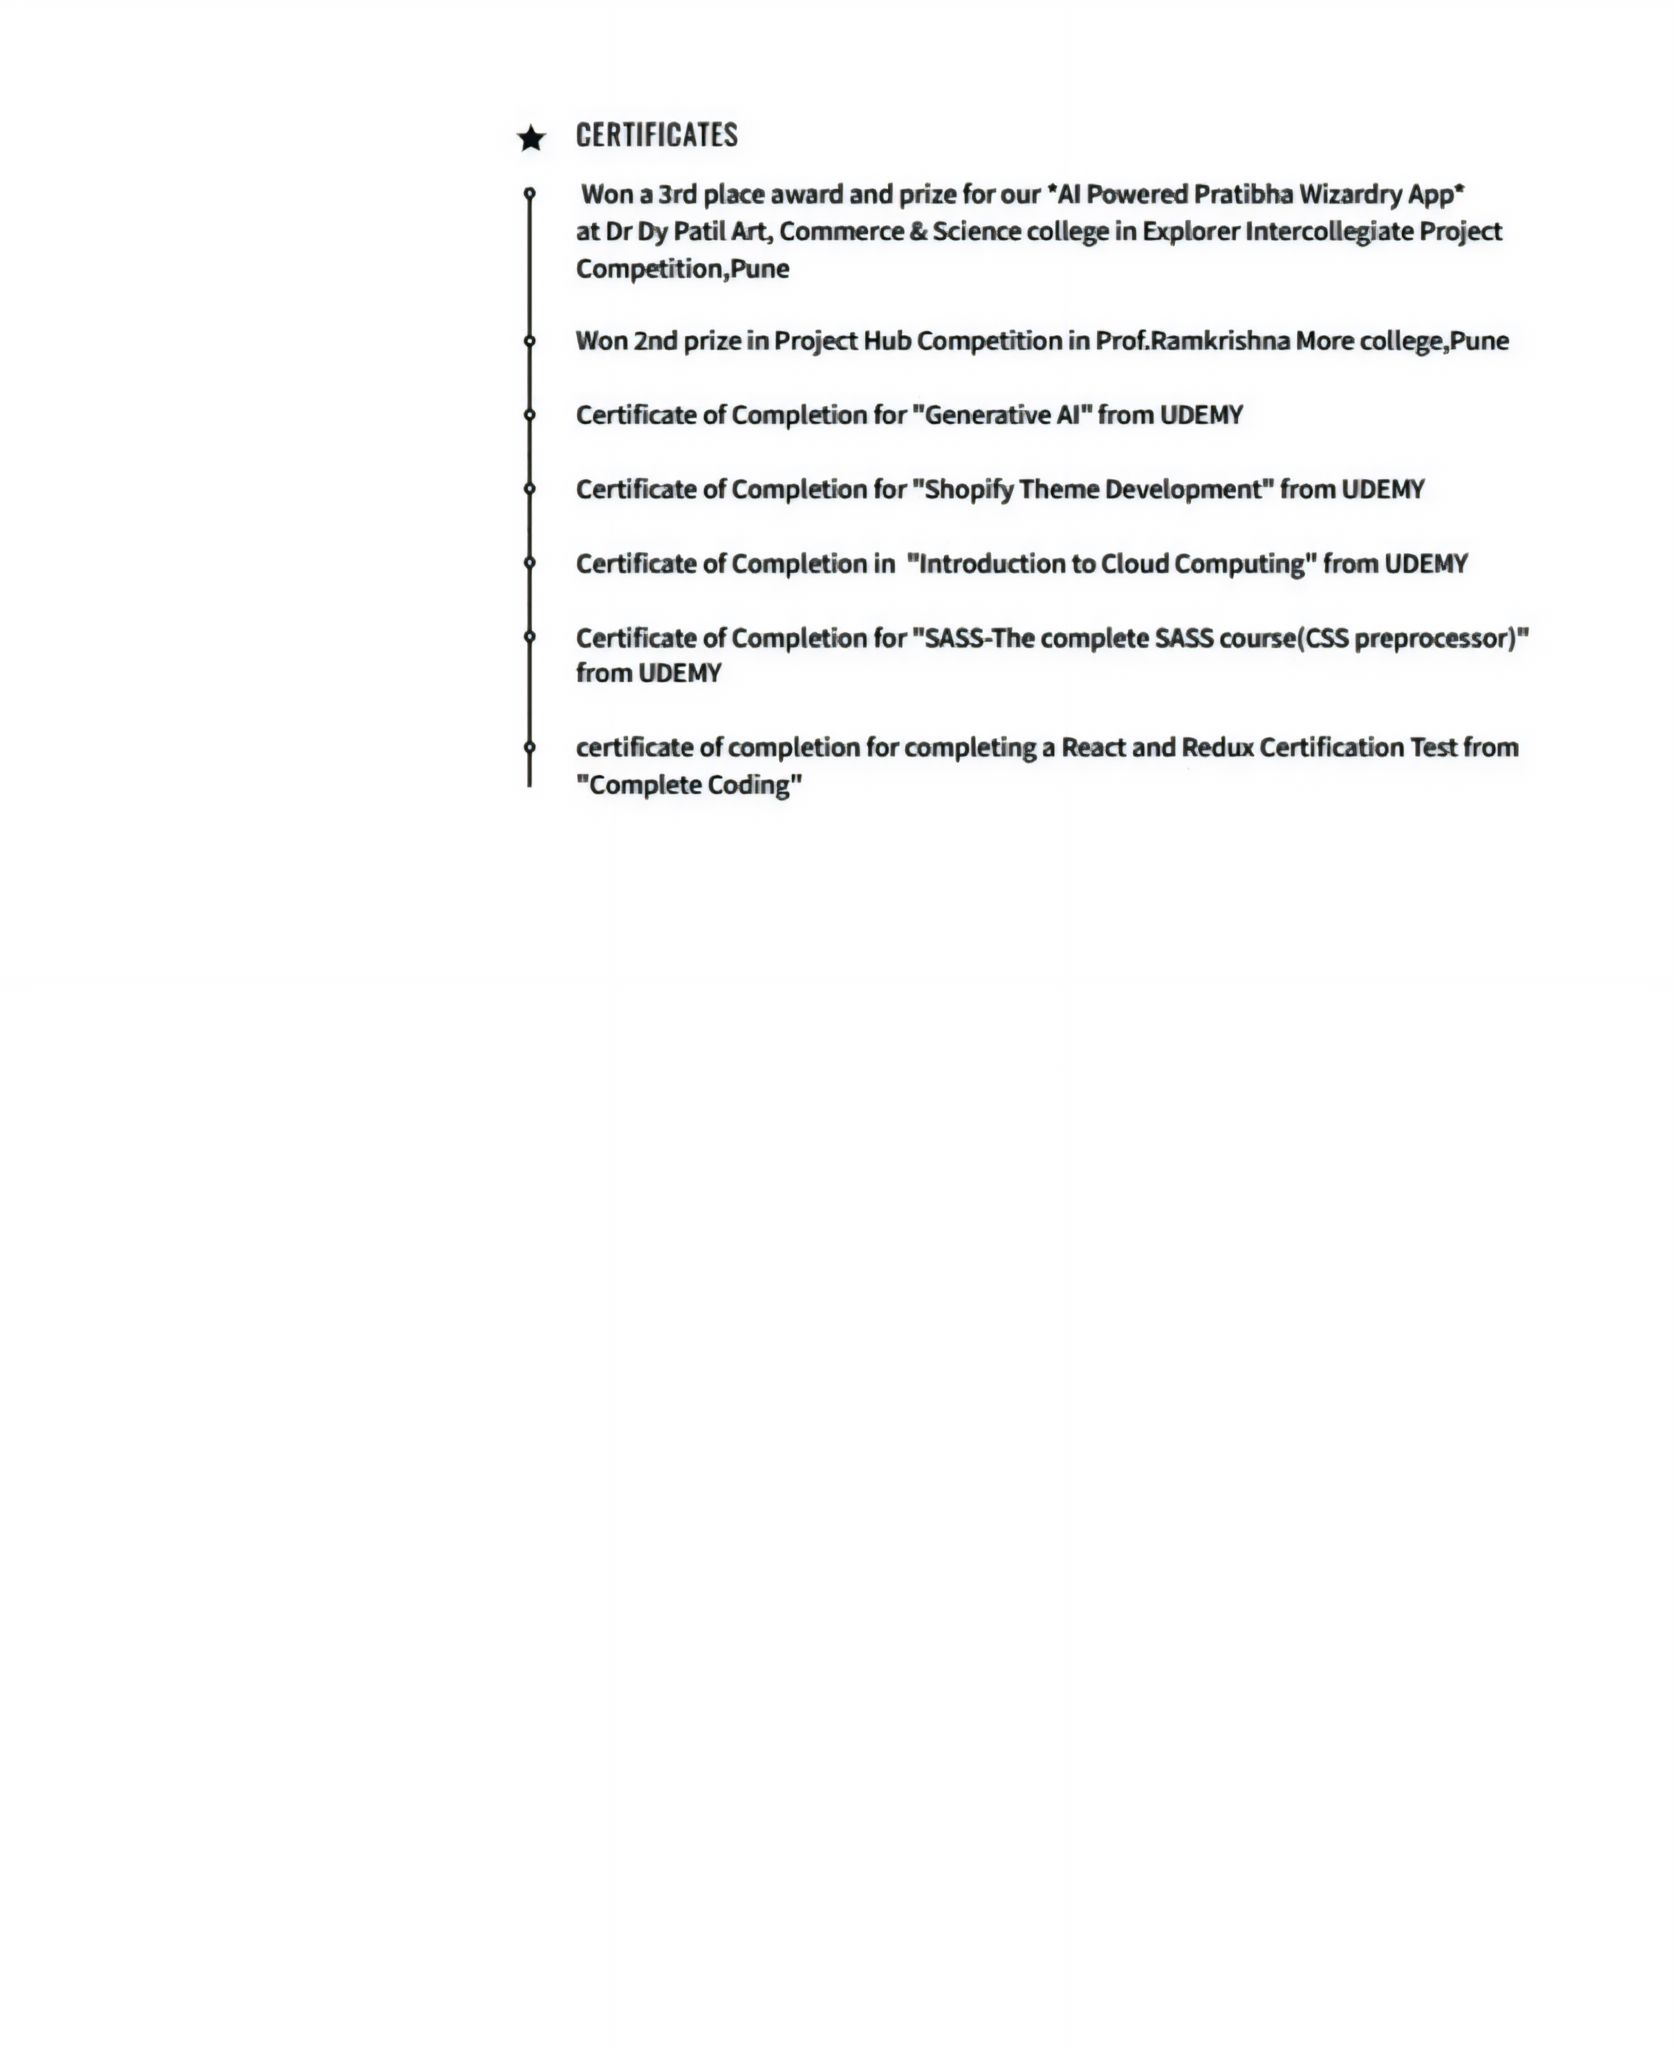 CERTIFICATES
Won a 3rd place award and prize for our *AI Powered Pratibha Wizardry App*
at Dr Dy Patil Art, Commerce & Science college in Explorer Intercollegiate Project
Competition,Pune
Won 2nd prize in Project Hub Competition in Prof.Ramkrishna More college,Pune
Certificate of Completion for "Generative AI" from UDEMY
Certificate of Completion for "Shopify Theme Development" from UDEMY
Certificate of Completion in  "Introduction to Cloud Computing" from UDEMY
Certificate of Completion for "SASS-The complete SASS course(CSS preprocessor)"
from UDEMY
certificate of completion for completing a React and Redux Certification Test from
"Complete Coding"